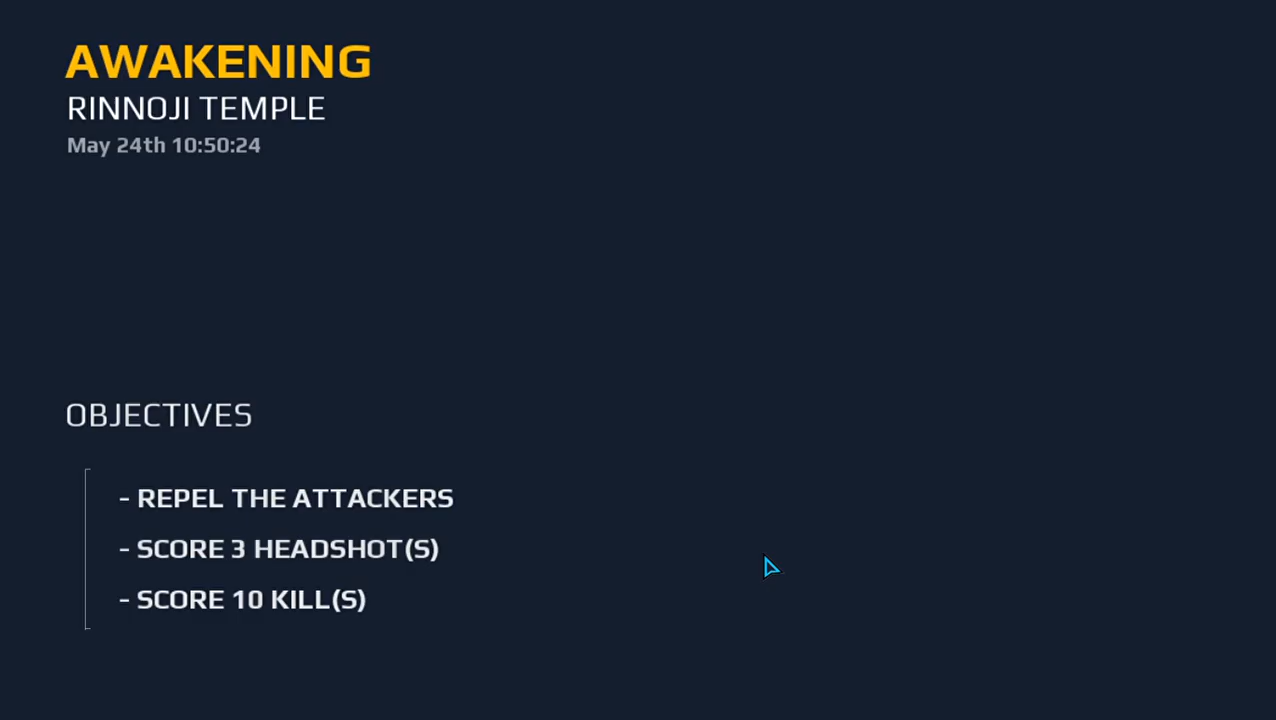 AWAKENING
RINNOJI TEMPLE
May 24th 10:50:24
OBJECTIVES
- REPEL THE ATTACKERS
- SCORE 3 HEADSHOT(S)
- SCORE 10 KILL(S)